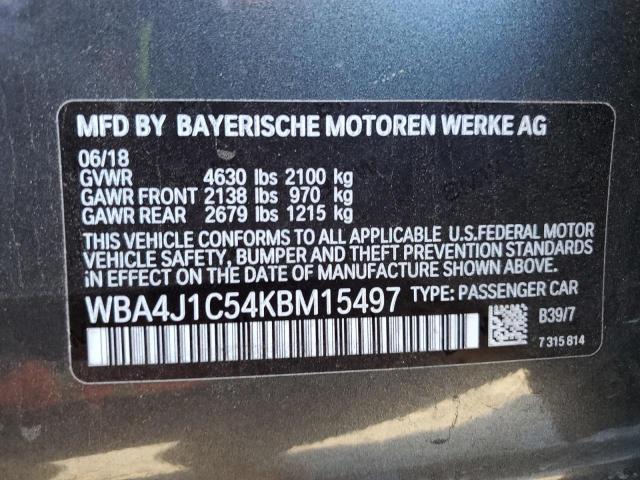 MFD BY BAYERISCHE MOTOREN WERKE AG
06/18
GVWR 4630 lbs 2100 kg
GAWR FRONT 2138 lbs 970 kg
GAWR REAR 2679 lbs 1215 kg
THIS VEHICLE CONFORMS TO ALL APPLICABLE U.S.FEDERAL MOTOR
VEHICLE SAFETY, BUMPER AND THEFT PREVENTION STANDARDS
IN EFFECT ON THE DATE OF MANUFACTURE SHOWN ABOVE.
WBA4J1C54KBM15497 TYPE: PASSENGER CAR
B39/7
7 315 814